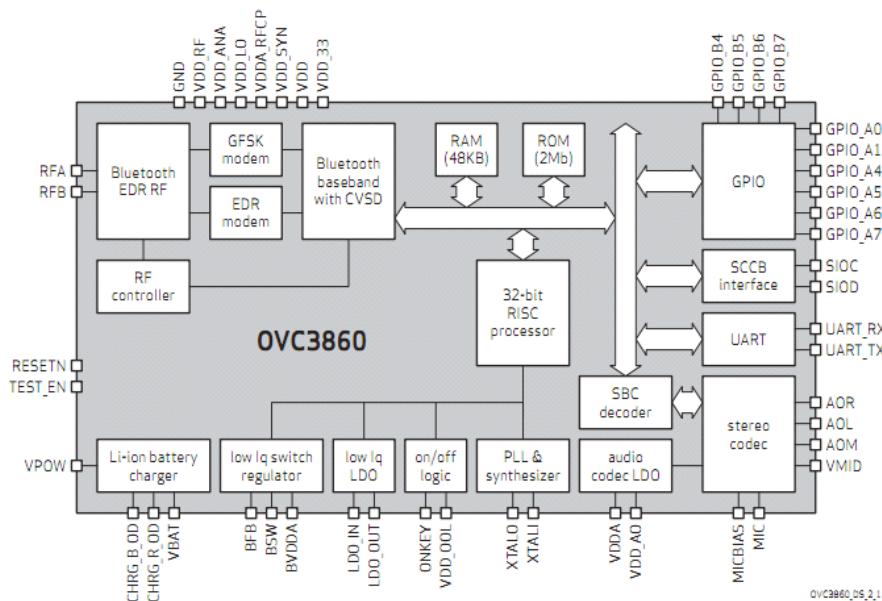 GND
VDD_RF
VDD_ANA
VDD_LO
VDDA_RFCP
VDD_SYN
VDD
VDD_33
GPIO_B4
GPIO_B5
GPIO_B6
GPIO_B7
RFA
RFB
Bluetooth
EDR RF
GFSK
modem
EDR
modem
Bluetooth
baseband
with CVSD
RAM
(48KB)
ROM
(2Mb)
GPIO
GPIO_A0
GPIO_A1
GPIO_A4
GPIO_A5
GPIO_A6
GPIO_A7
RF
controller
32-bit
RISC
processor
SCCB
interface
SIOC
SIOD
OVC3860
UART
UART_RX
UART_TX
RESETN
TEST_EN
SBC
decoder
stereo
codec
AOR
AOL
AOM
VMID
VPOW
Li-ion battery
charger
low Iq switch
regulator
low Iq
LDO
on/off
logic
PLL &
synthesizer
audio
codec LDO
CHRG_B_OD
CHRG_R_OD
VBAT
BFB
BSW
BVDDA
LDO_IN
LDO_OUT
ONKEY
VDD_OOL
XTALO
XTALI
VDDA
VDD_AO
MICBIAS
MIC
OVC3860_DS_2_1